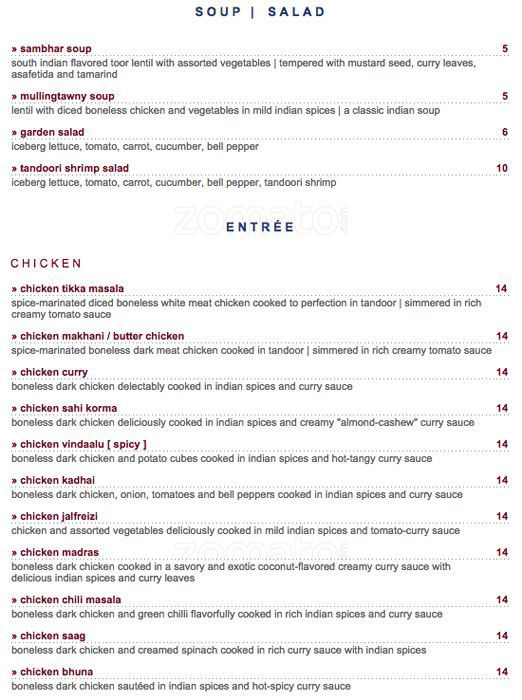 SOUP | SALAD
» sambhar soup 5
south indian flavored toor lentil with assorted vegetables | tempered with mustard seed, curry leaves,
asafetida and tamarind
» mullingtawny soup 5
lentil with diced boneless chicken and vegetables in mild indian spices | a classic indian soup
» garden salad 6
iceberg lettuce, tomato, carrot, cucumber, bell pepper
» tandoori shrimp salad 10
iceberg lettuce, tomato, carrot, cucumber, bell pepper, tandoori shrimp
zomato.com
ENTRÉE
CHICKEN
» chicken tikka masala 14
spice-marinated diced boneless white meat chicken cooked to perfection in tandoor | simmered in rich
creamy tomato sauce
» chicken makhani / butter chicken 14
spice-marinated boneless dark meat chicken cooked in tandoor | simmered in rich creamy tomato sauce
» chicken curry 14
boneless dark chicken delectably cooked in indian spices and curry sauce
» chicken sahi korma 14
boneless dark chicken deliciously cooked in indian spices and creamy "almond-cashew" curry sauce
» chicken vindaalu [ spicy ] 14
boneless dark chicken and potato cubes cooked in indian spices and hot-tangy curry sauce
» chicken kadhai 14
boneless dark chicken, onion, tomatoes and bell peppers cooked in indian spices and curry sauce
» chicken jalfreizi 14
chicken and assorted vegetables deliciously cooked in mild indian spices and tomato-curry sauce
zomato.com
» chicken madras 14
boneless dark chicken cooked in a savory and exotic coconut-flavored creamy curry sauce with
delicious indian spices and curry leaves
» chicken chili masala 14
boneless dark chicken and green chilli flavorfully cooked in rich indian spices and curry sauce
» chicken saag 14
boneless dark chicken and creamed spinach cooked in rich curry sauce with indian spices
» chicken bhuna 14
boneless dark chicken sautéed in indian spices and hot-spicy curry sauce